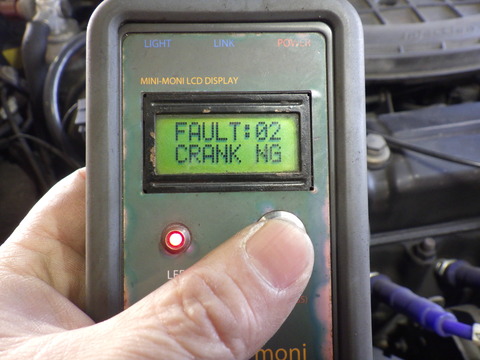 LIGHT LINK POWER
MINI-MONI LCD DISPLAY
FAULT:02
CRANK NG
moni